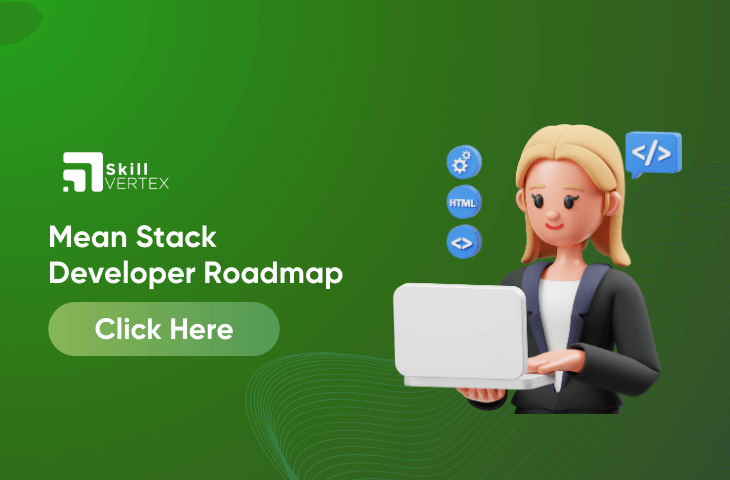 Skill
VERTEX
Mean Stack
Developer Roadmap
Click Here
HTML
<>
</>